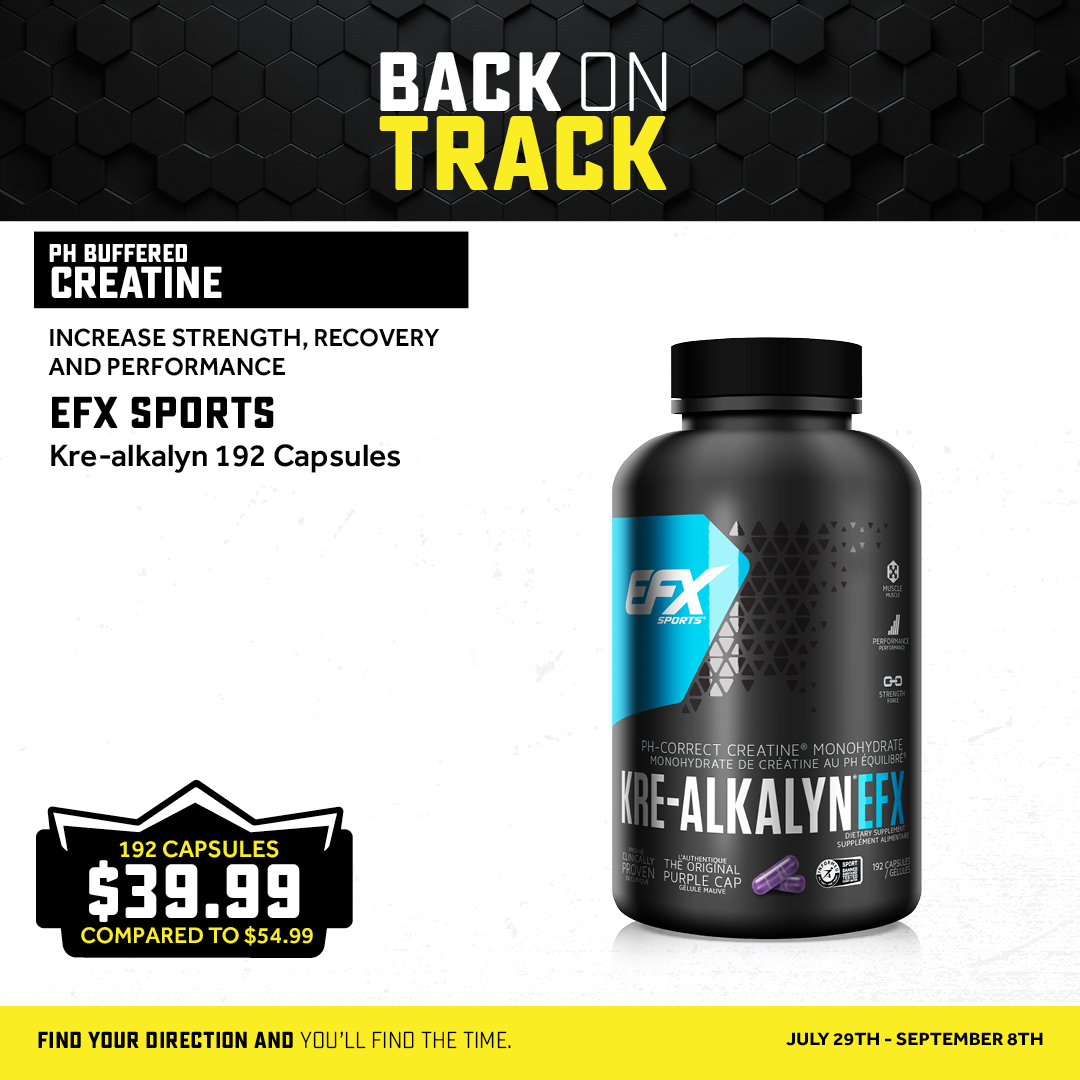 BACK ON
TRACK
PH BUFFERED
CREATINE
INCREASE STRENGTH, RECOVERY
AND PERFORMANCE
EFX SPORTS
Kre-alkalyn 192 Capsules
EFX
SPORTS®
MUSCLE
MUSCLE
PERFORMANCE
PERFORMANCE
STRENGTH
FORCE
PH-CORRECT CREATINE® MONOHYDRATE
MONOHYDRATE DE CRÉATINE AU PH ÉQUILIBRÉ®
KRE-ALKALYN®EFX
DIETARY SUPPLEMENT
SUPPLÉMENT ALIMENTAIRE
CLINICALLY
PROVEN
L'AUTHENTIQUE
THE ORIGINAL
PURPLE CAP
GÉLULE MAUVE
SPORT
192 CAPSULES
/ GÉLULES
192 CAPSULES
$39.99
COMPARED TO $54.99
FIND YOUR DIRECTION AND YOU'LL FIND THE TIME.
JULY 29TH - SEPTEMBER 8TH